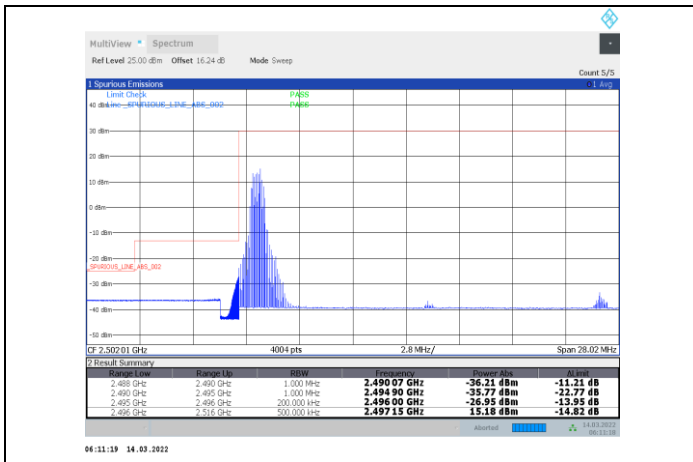 MultiView Spectrum
Ref Level 25.00 dBm Offset 16.24 dB Mode Sweep
Count 5/5
1 Spurious Emissions 1 Avg
Limit Check PASS
40 dBm Line _SPURIOUS_LINE_ABS_002 PASS
30 dBm
20 dBm
10 dBm
0 dBm
-10 dBm
-20 dBm
_SPURIOUS_LINE_ABS_002
-30 dBm
-40 dBm
-50 dBm
CF 2.50201 GHz 4004 pts 2.8 MHz/ Span 28.02 MHz
2 Result Summary
Range Low Range Up RBW Frequency Power Abs ΔLimit
2.488 GHz 2.490 GHz 1.000 MHz 2.49007 GHz -36.21 dBm -11.21 dB
2.490 GHz 2.495 GHz 1.000 MHz 2.49490 GHz -35.77 dBm -22.77 dB
2.495 GHz 2.496 GHz 200.000 kHz 2.49600 GHz -26.95 dBm -13.95 dB
2.496 GHz 2.516 GHz 500.000 kHz 2.49715 GHz 15.18 dBm -14.82 dB
Aborted 14.03.2022
06:11:18
06:11:19 14.03.2022